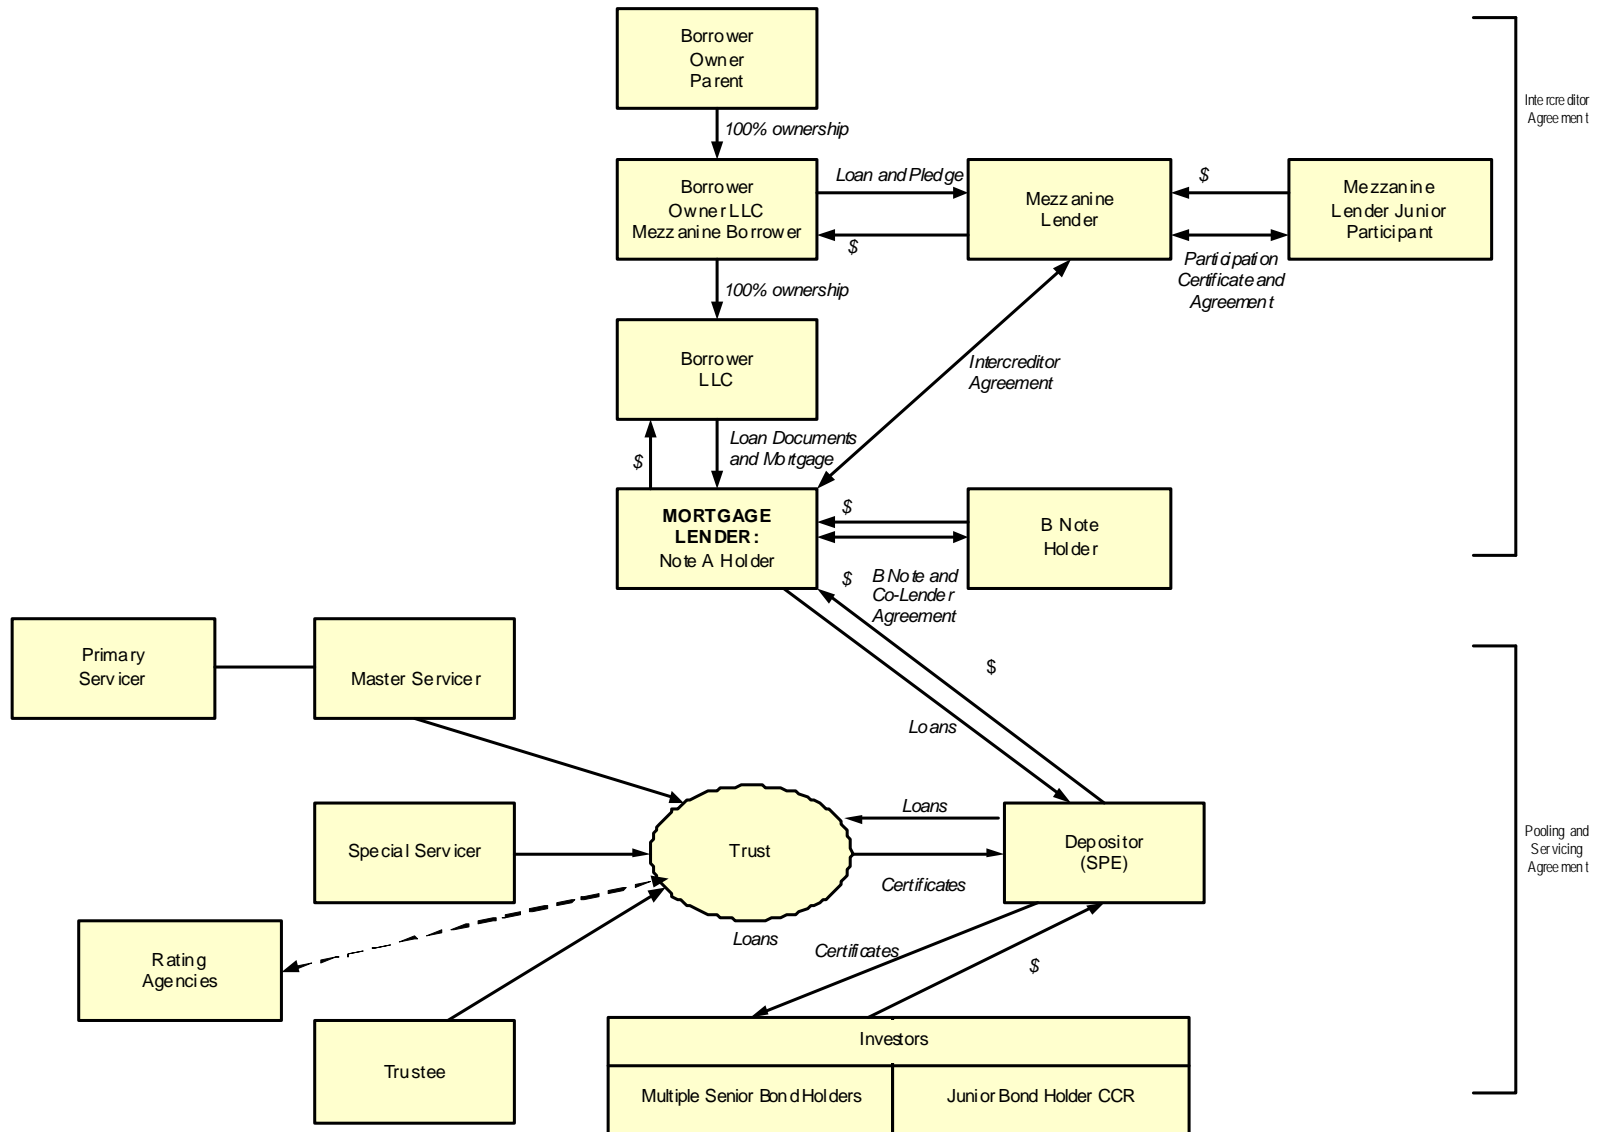 Borrower
Owner
Parent
Intercreditor
Agreement
100% ownership
Borrower
Owner LLC
Mezzanine Borrower
Loan and Pledge
$
Mezzanine
Lender
$
Mezzanine
Lender Junior
Participant
Participation
Certificate and
Agreement
100% ownership
Borrower
LLC
Intercreditor
Agreement
$
Loan Documents
and Mortgage
MORTGAGE
LENDER:
Note A Holder
$
B Note
Holder
$
B Note and
Co-Lender
Agreement
Primary
Servicer
Master Servicer
$
Loans
Special Servicer
Trust
Loans
Certificates
Depositor
(SPE)
Pooling and
Servicing
Agreement
Loans
Rating
Agencies
Certificates
$
Trustee
Investors
Multiple Senior Bond Holders
Junior Bond Holder CCR